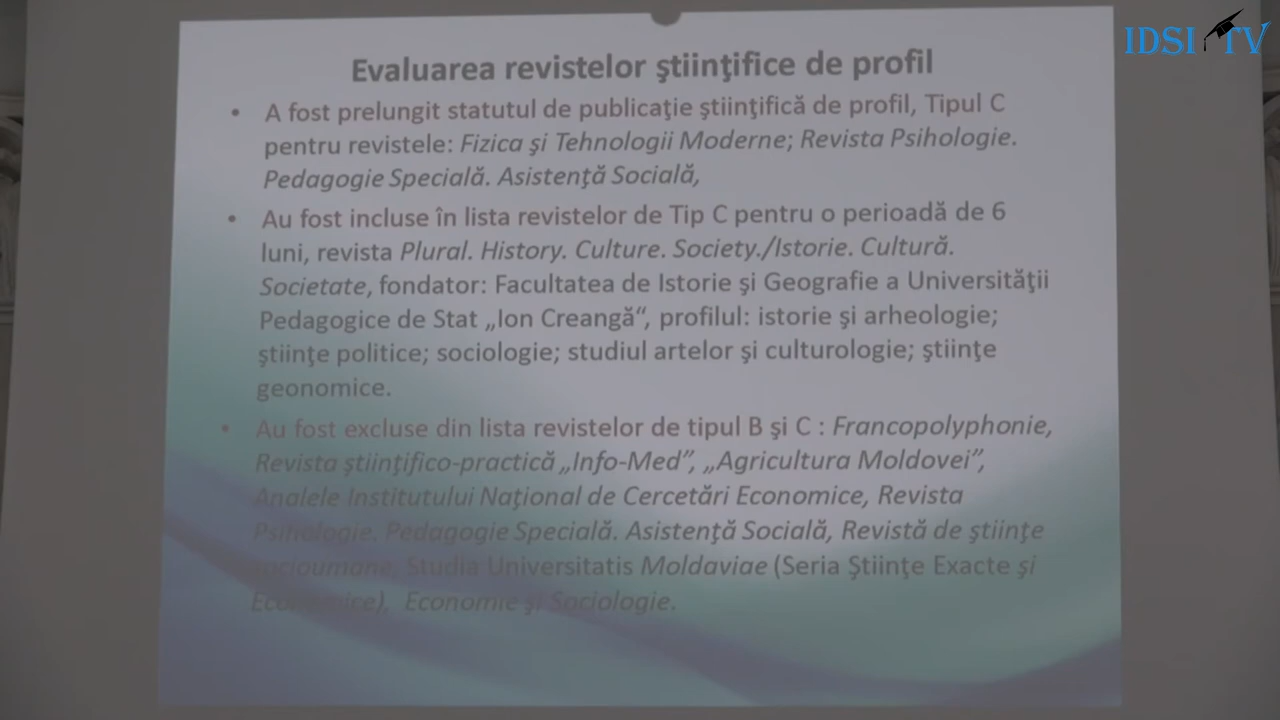 IDSI TV
Evaluarea revistelor ştiinţifice de profil
• A fost prelungit statutul de publicaţie ştiinţifică de profil, Tipul C
pentru revistele: Fizica şi Tehnologii Moderne; Revista Psihologie.
Pedagogie Specială. Asistenţă Socială,
• Au fost incluse în lista revistelor de Tip C pentru o perioadă de 6
luni, revista Plural. History. Culture. Society./Istorie. Cultură.
Societate, fondator: Facultatea de Istorie şi Geografie a Universităţii
Pedagogice de Stat „Ion Creangă“, profilul: istorie şi arheologie;
ştiinţe politice; sociologie; studiul artelor şi culturologie; ştiinţe
geonomice.
• Au fost excluse din lista revistelor de tipul B şi C : Francopolyphonie,
Revista ştiinţifico-practică „Info-Med”, „Agricultura Moldovei”,
Analele Institutului Naţional de Cercetări Economice, Revista
Psihologie. Pedagogie Specială. Asistenţă Socială, Revistă de ştiinţe
socioumane, Studia Universitatis Moldaviae (Seria Ştiinţe Exacte şi
Economice), Economie şi Sociologie.